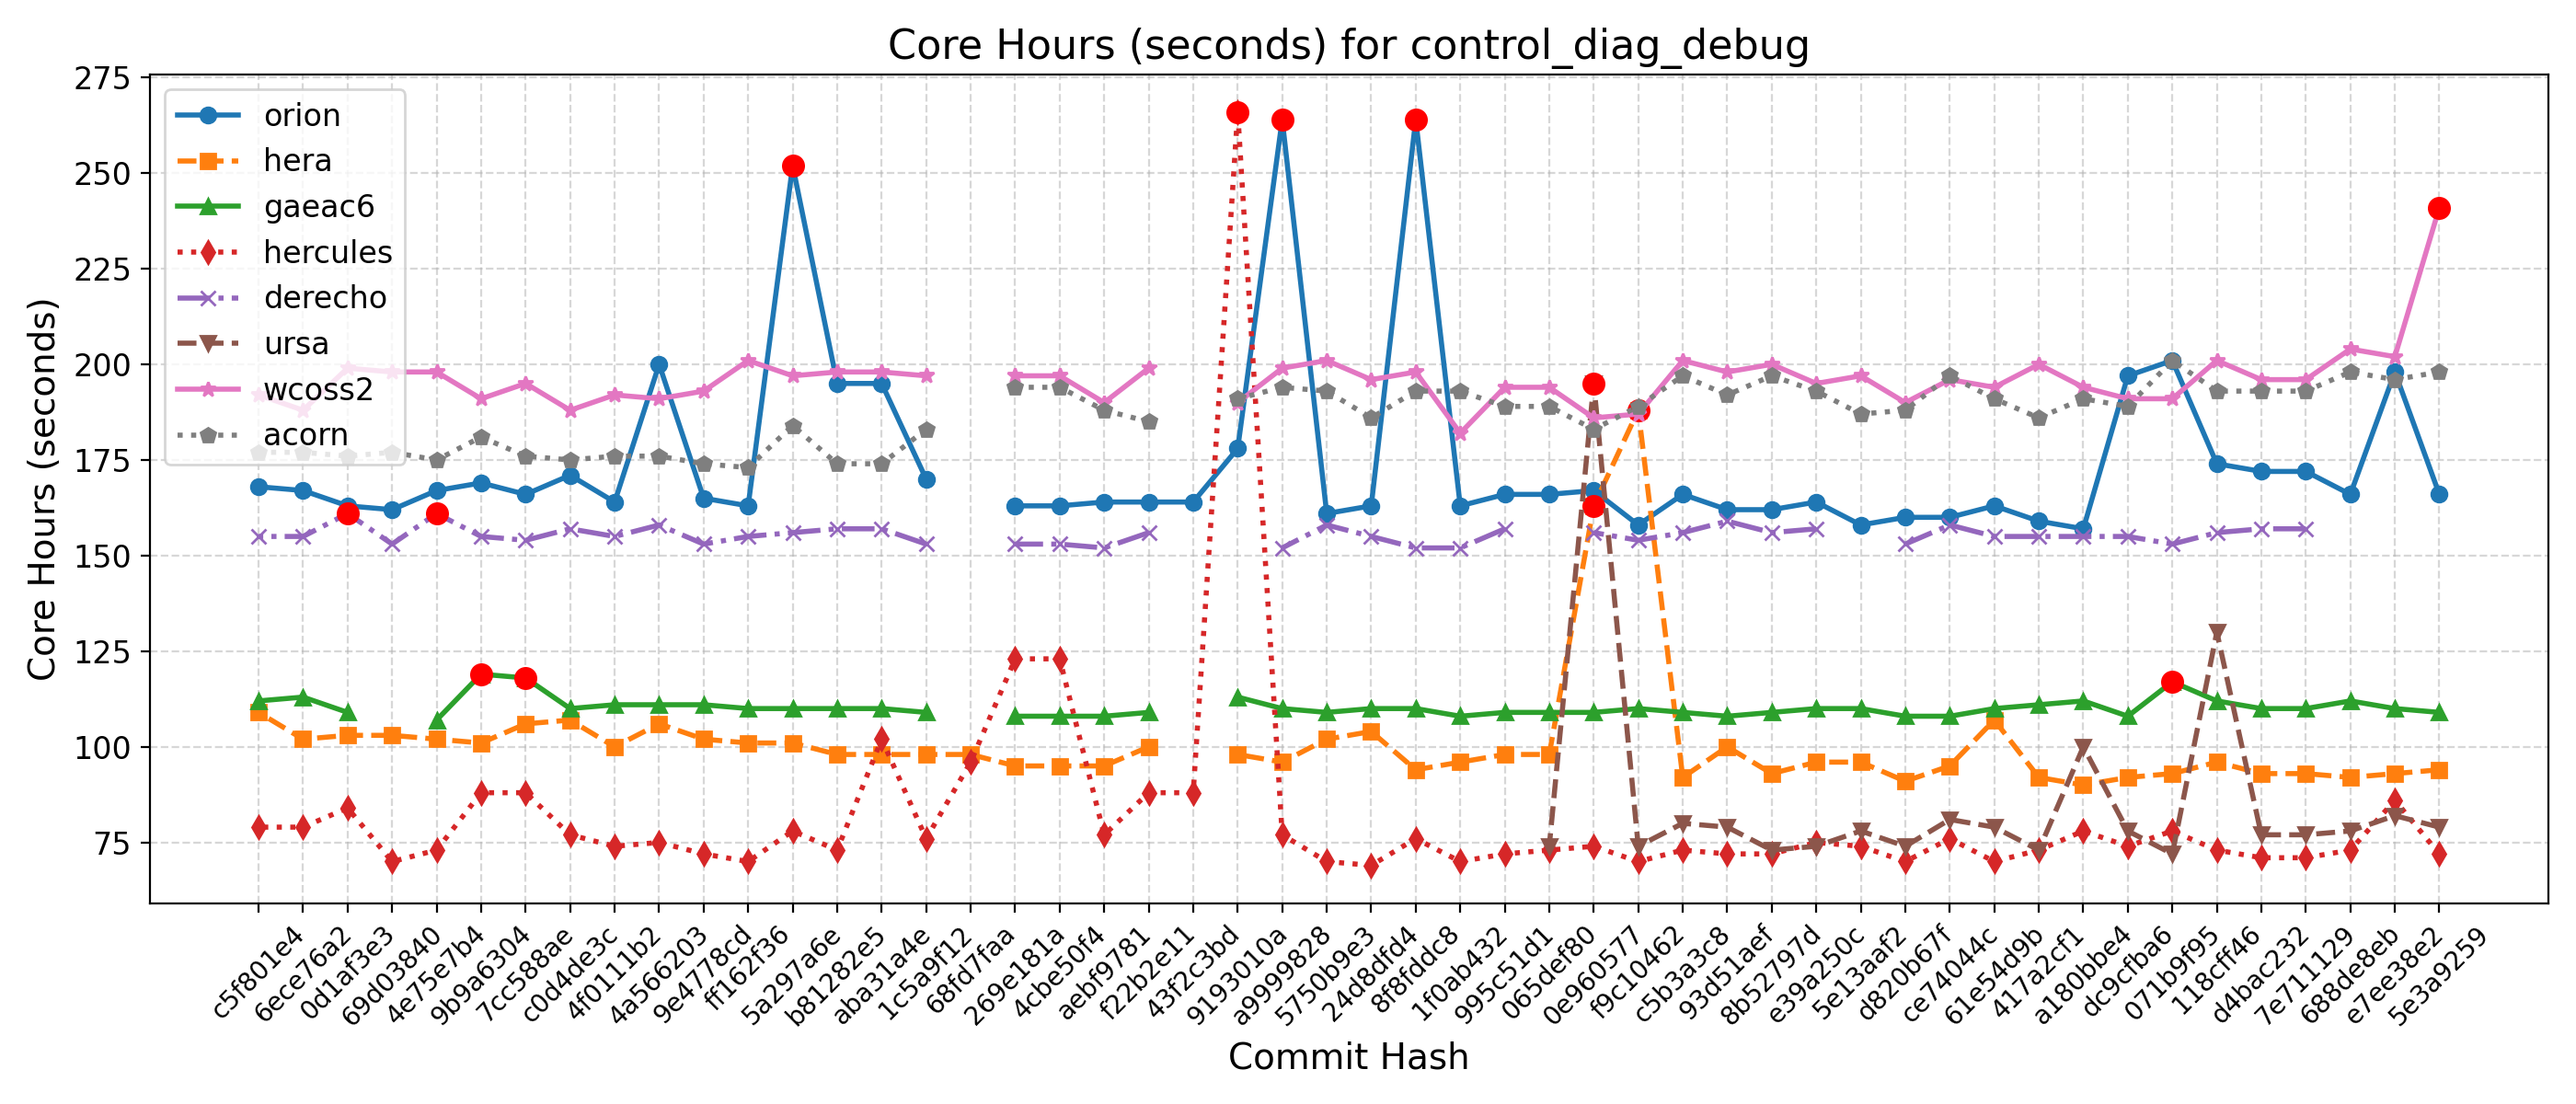 Core Hours (seconds) for control_diag_debug
Core Hours (seconds)
275
250
225
200
175
150
125
100
75
orion
hera
gaeac6
hercules
derecho
ursa
wcoss2
acorn
c5f801e4
6ece76a2
0d1af3e3
69d03840
4e75e7b4
9b9a6304
7cc588ae
c0d4de3c
4f0111b2
4a566203
9e4778cd
ff162f36
5a297a6e
b81282e5
aba31a4e
1c5a9f12
68fd7faa
269e181a
4cbe50f4
aebf9781
f22b2e11
43f2c3bd
9193010a
a9999828
5750b9e3
24d8dfd4
8f8fddc8
1f0ab432
995c51d1
065def80
0e960577
f9c10462
c5b3a3c8
93d51aef
8b52797d
e39a250c
5e13aaf2
d820b67f
ce74044c
61e54d9b
417a2cf1
a180bbe4
dc9cfba6
071b9f95
118cff46
d4bac232
7e711129
688de8eb
e7ee38e2
5e3a9259
Commit Hash